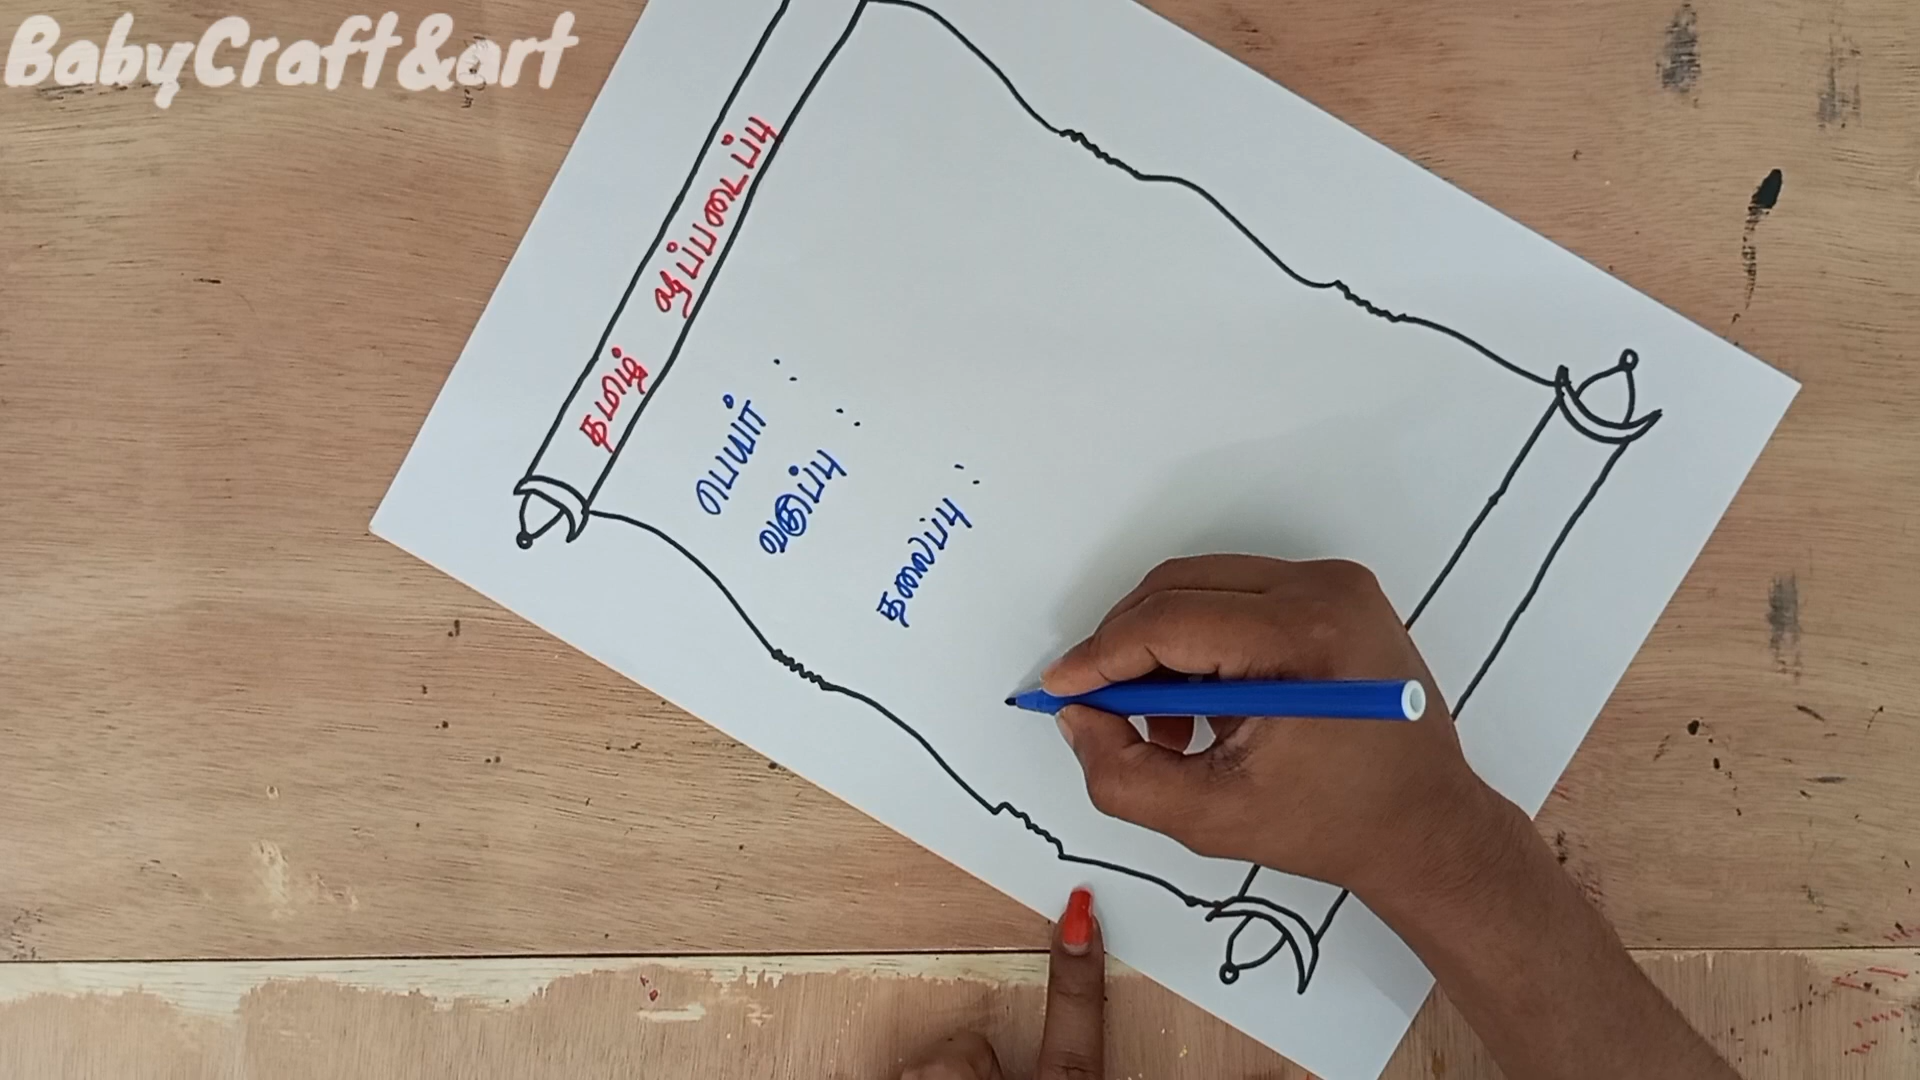 BabyCraft&art
தமிழ் ஒப்படைப்பு
பெயர் :
வகுப்பு :
தலைப்பு :